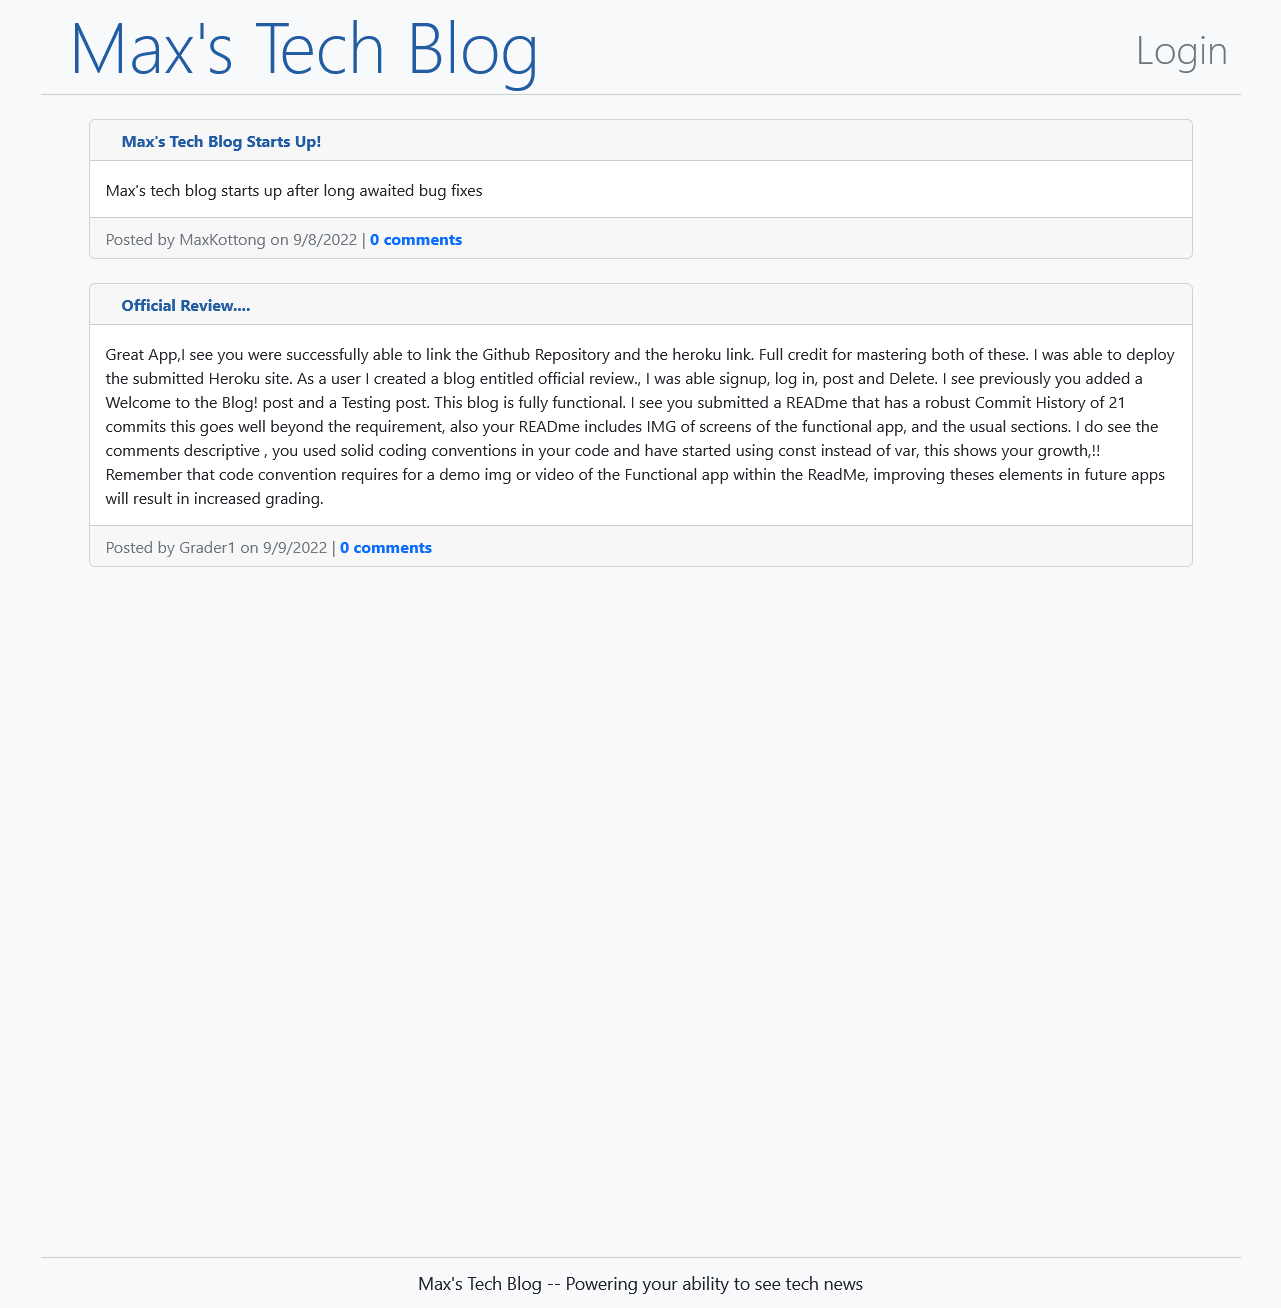 Max's Tech Blog
Login
Max's Tech Blog Starts Up!
Max's tech blog starts up after long awaited bug fixes
Posted by MaxKottong on 9/8/2022 | 0 comments
Official Review....
Great App,I see you were successfully able to link the Github Repository and the heroku link. Full credit for mastering both of these. I was able to deploy
the submitted Heroku site. As a user I created a blog entitled official review., I was able signup, log in, post and Delete. I see previously you added a
Welcome to the Blog! post and a Testing post. This blog is fully functional. I see you submitted a READme that has a robust Commit History of 21
commits this goes well beyond the requirement, also your READme includes IMG of screens of the functional app, and the usual sections. I do see the
comments descriptive , you used solid coding conventions in your code and have started using const instead of var, this shows your growth,!!
Remember that code convention requires for a demo img or video of the Functional app within the ReadMe, improving theses elements in future apps
will result in increased grading.
Posted by Grader1 on 9/9/2022 | 0 comments
Max's Tech Blog -- Powering your ability to see tech news